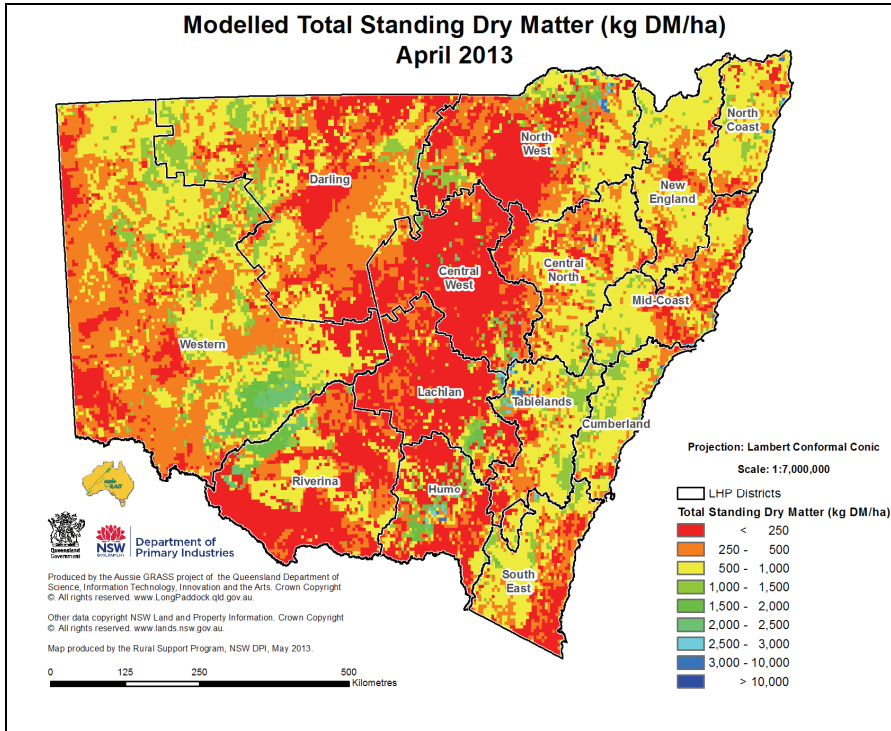 Modelled Total Standing Dry Matter (kg DM/ha)
April 2013
North
Coast
North
West
Darling
New
England
Central
North
Central
West
Mid-Coast
Western
Lachlan
Tablelands
Cumberland
Riverina
Hume
South
East
Projection: Lambert Conformal Conic
Scale: 1:7,000,000
LHP Districts
Total Standing Dry Matter (kg DM/ha)
< 250
250 - 500
500 - 1,000
1,000 - 1,500
1,500 - 2,000
2,000 - 2,500
2,500 - 3,000
3,000 - 10,000
> 10,000
aussie
GRASS
Queensland
Government
NSW
GOVERNMENT
Department of
Primary Industries
Produced by the Aussie GRASS project of the Queensland Department of
Science, Information Technology, Innovation and the Arts. Crown Copyright
©. All rights reserved. www.LongPaddock.qld.gov.au.
Other data copyright NSW Land and Property Information. Crown Copyright
©. All rights reserved. www.lands.nsw.gov.au.
Map produced by the Rural Support Program, NSW DPI, May 2013.
0 125 250 500
Kilometres